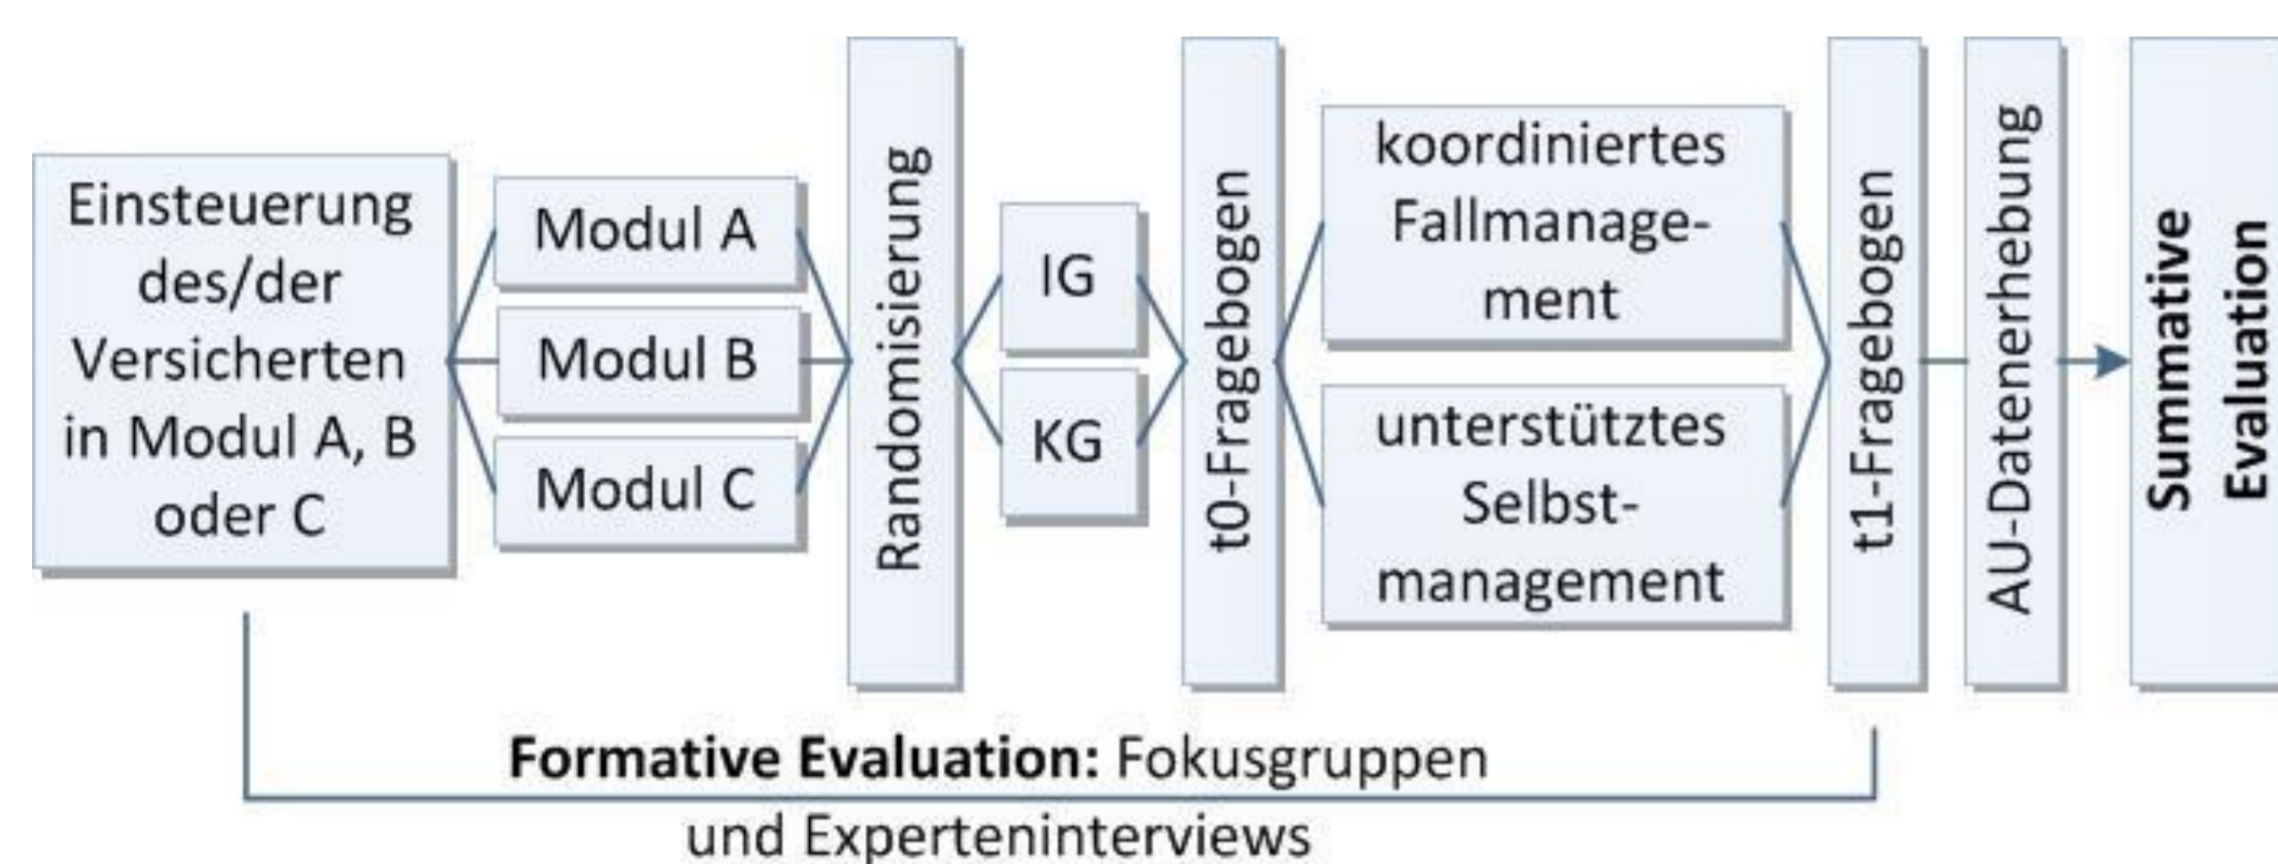 Einsteuerung
des/der
Versicherten
in Modul A, B
oder C
Modul A
Modul B
Modul C
Randomisierung
IG
KG
t0-Fragebogen
koordiniertes
Fallmanage-
ment
unterstütztes
Selbst-
management
t1-Fragebogen
AU-Datenerhebung
Summative
Evaluation
Formative Evaluation: Fokusgruppen
und Experteninterviews